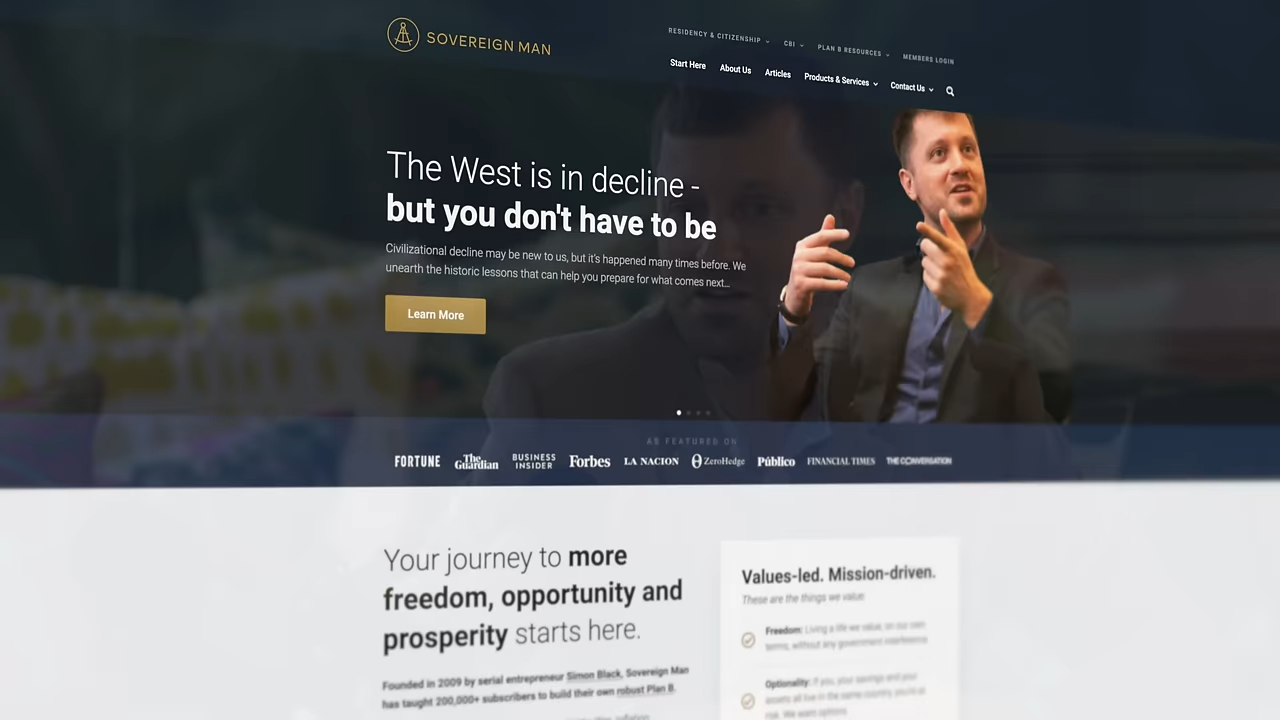 SOVEREIGN MAN
RESIDENCY & CITIZENSHIP
CBI
PLAN B RESOURCES
MEMBERS LOGIN
Start Here
About Us
Articles
Products & Services
Contact Us
The West is in decline -
but you don't have to be
Civilizational decline may be new to us, but it's happened many times before. We
unearth the historic lessons that can help you prepare for what comes next...
Learn More
AS FEATURED ON
FORTUNE
The
Guardian
BUSINESS
INSIDER
Forbes
LA NACION
ZeroHedge
Público
FINANCIAL TIMES
THE CONVERSATION
Your journey to more
freedom, opportunity and
prosperity starts here.
Founded in 2009 by serial entrepreneur Simon Black, Sovereign Man
has taught 200,000+ subscribers to build their own robust Plan B.
inflation
Values-led. Mission-driven.
These are the things we value
Freedom: Living a life we value, on our own
terms, without any government interference
Optionality: If you, your savings and your
assets all live in the same country, you're at
risk. We want options